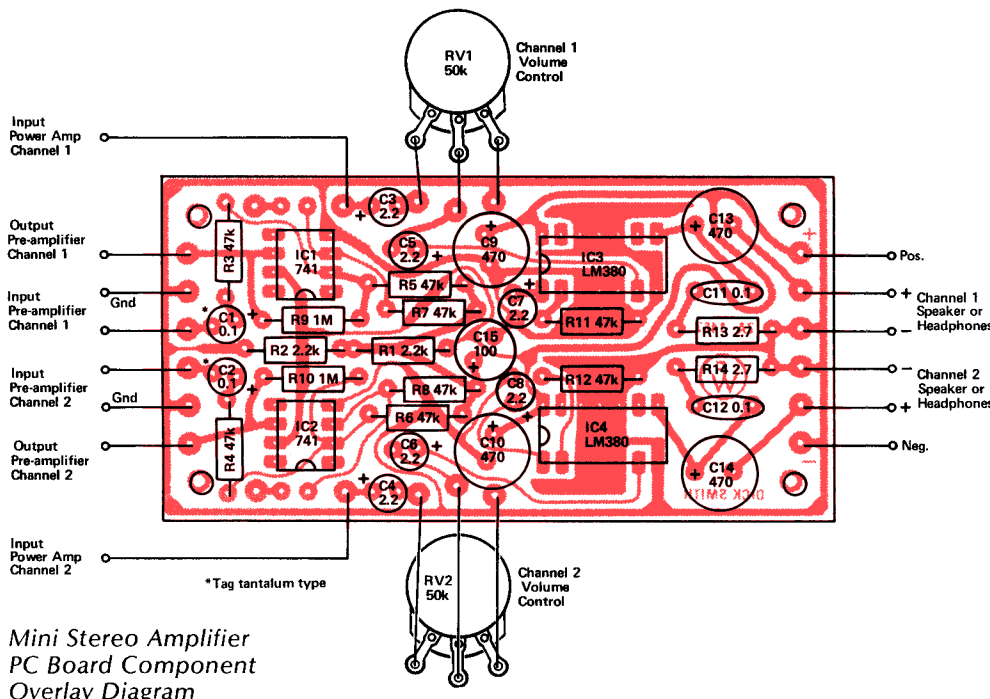 RV1
50k
Channel 1
Volume
Control
Input
Power Amp
Channel 1
Output
Pre-amplifier
Channel 1
Input
Pre-amplifier
Channel 1
Gnd
Input
Pre-amplifier
Channel 2
Gnd
Output
Pre-amplifier
Channel 2
Input
Power Amp
Channel 2
R3 47k
*
C1
0.1
+
*
C2
0.1
+
R4 47k
IC1
741
R9 1M
R2 2.2k
R10 1M
IC2
741
C3
2.2
+
C5
2.2
+
R5 47k
R7 47k
R1 2.2k
R8 47k
R6 47k
C6
2.2
+
C4
2.2
+
+
C9
470
C7
2.2
+
C15
100
+
C8
2.2
+
+
C10
470
IC3
LM380
R11 47k
R12 47k
IC4
LM380
+
C13
470
C11 0.1
R13 2.7
R14 2.7
C12 0.1
+
C14
470
DICK SMITH
+
−
Pos.
+
−
Channel 1
Speaker or
Headphones
−
+
Channel 2
Speaker or
Headphones
Neg.
RV2
50k
Channel 2
Volume
Control
*Tag tantalum type
Mini Stereo Amplifier
PC Board Component
Overlay Diagram